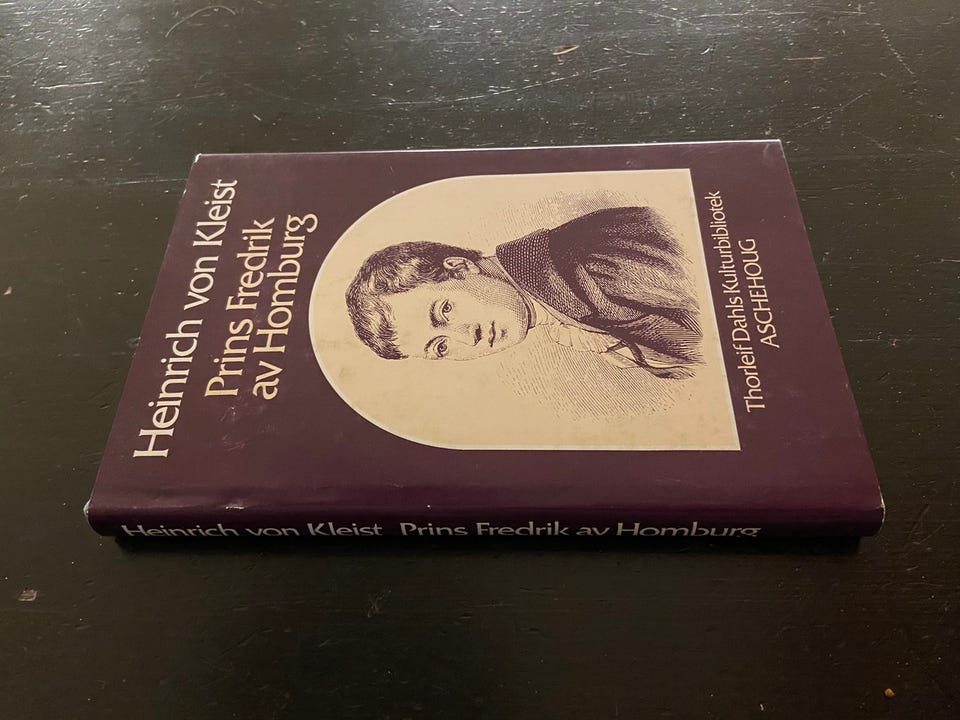 Heinrich von Kleist
Prins Fredrik
av Homburg
Thorleif Dahls Kulturbibliotek
ASCHEHOUG
Heinrich von Kleist Prins Fredrik av Homburg